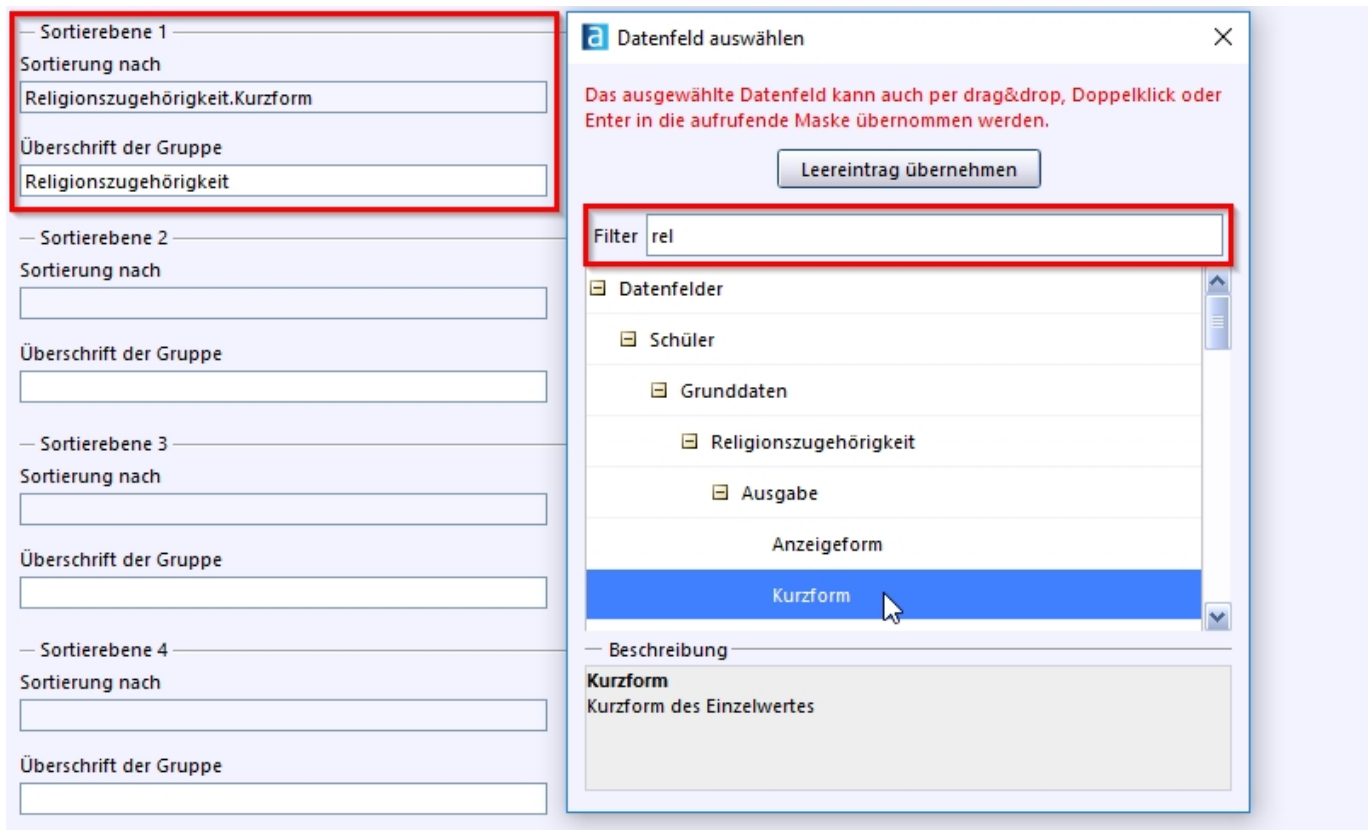 Sortierebene 1
Sortierung nach
Religionszugehörigkeit.Kurzform
Überschrift der Gruppe
Religionszugehörigkeit
Sortierebene 2
Sortierung nach
Überschrift der Gruppe
Sortierebene 3
Sortierung nach
Überschrift der Gruppe
Sortierebene 4
Sortierung nach
Überschrift der Gruppe
a Datenfeld auswählen
Das ausgewählte Datenfeld kann auch per drag&drop, Doppelklick oder
Enter in die aufrufende Maske übernommen werden.
Leereintrag übernehmen
Filter rel
Datenfelder
Schüler
Grunddaten
Religionszugehörigkeit
Ausgabe
Anzeigeform
Kurzform
Beschreibung
Kurzform
Kurzform des Einzelwertes